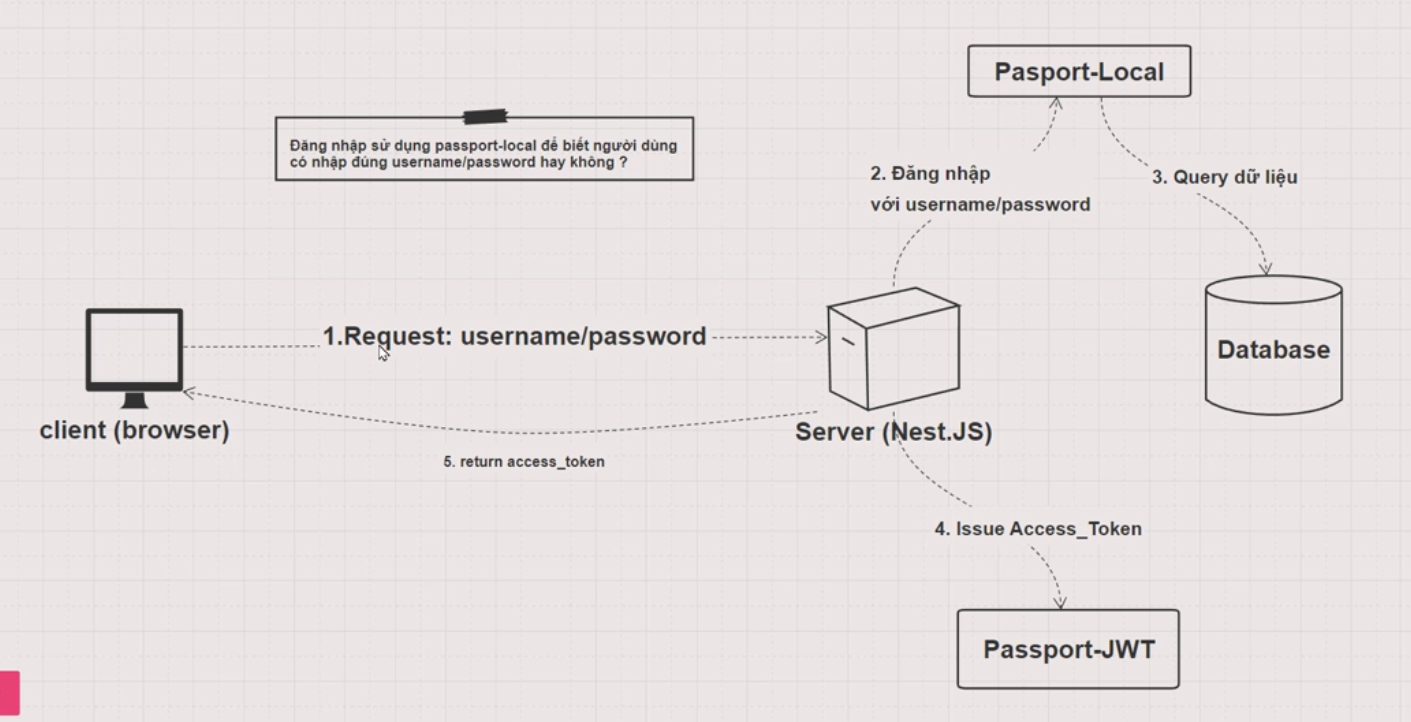 Pasport-Local
Đăng nhập sử dụng passport-local để biết người dùng
có nhập đúng username/password hay không ?
2. Đăng nhập
với username/password
3. Query dữ liệu
1.Request: username/password
Database
client (browser)
Server (Nest.JS)
5. return access_token
4. Issue Access_Token
Passport-JWT